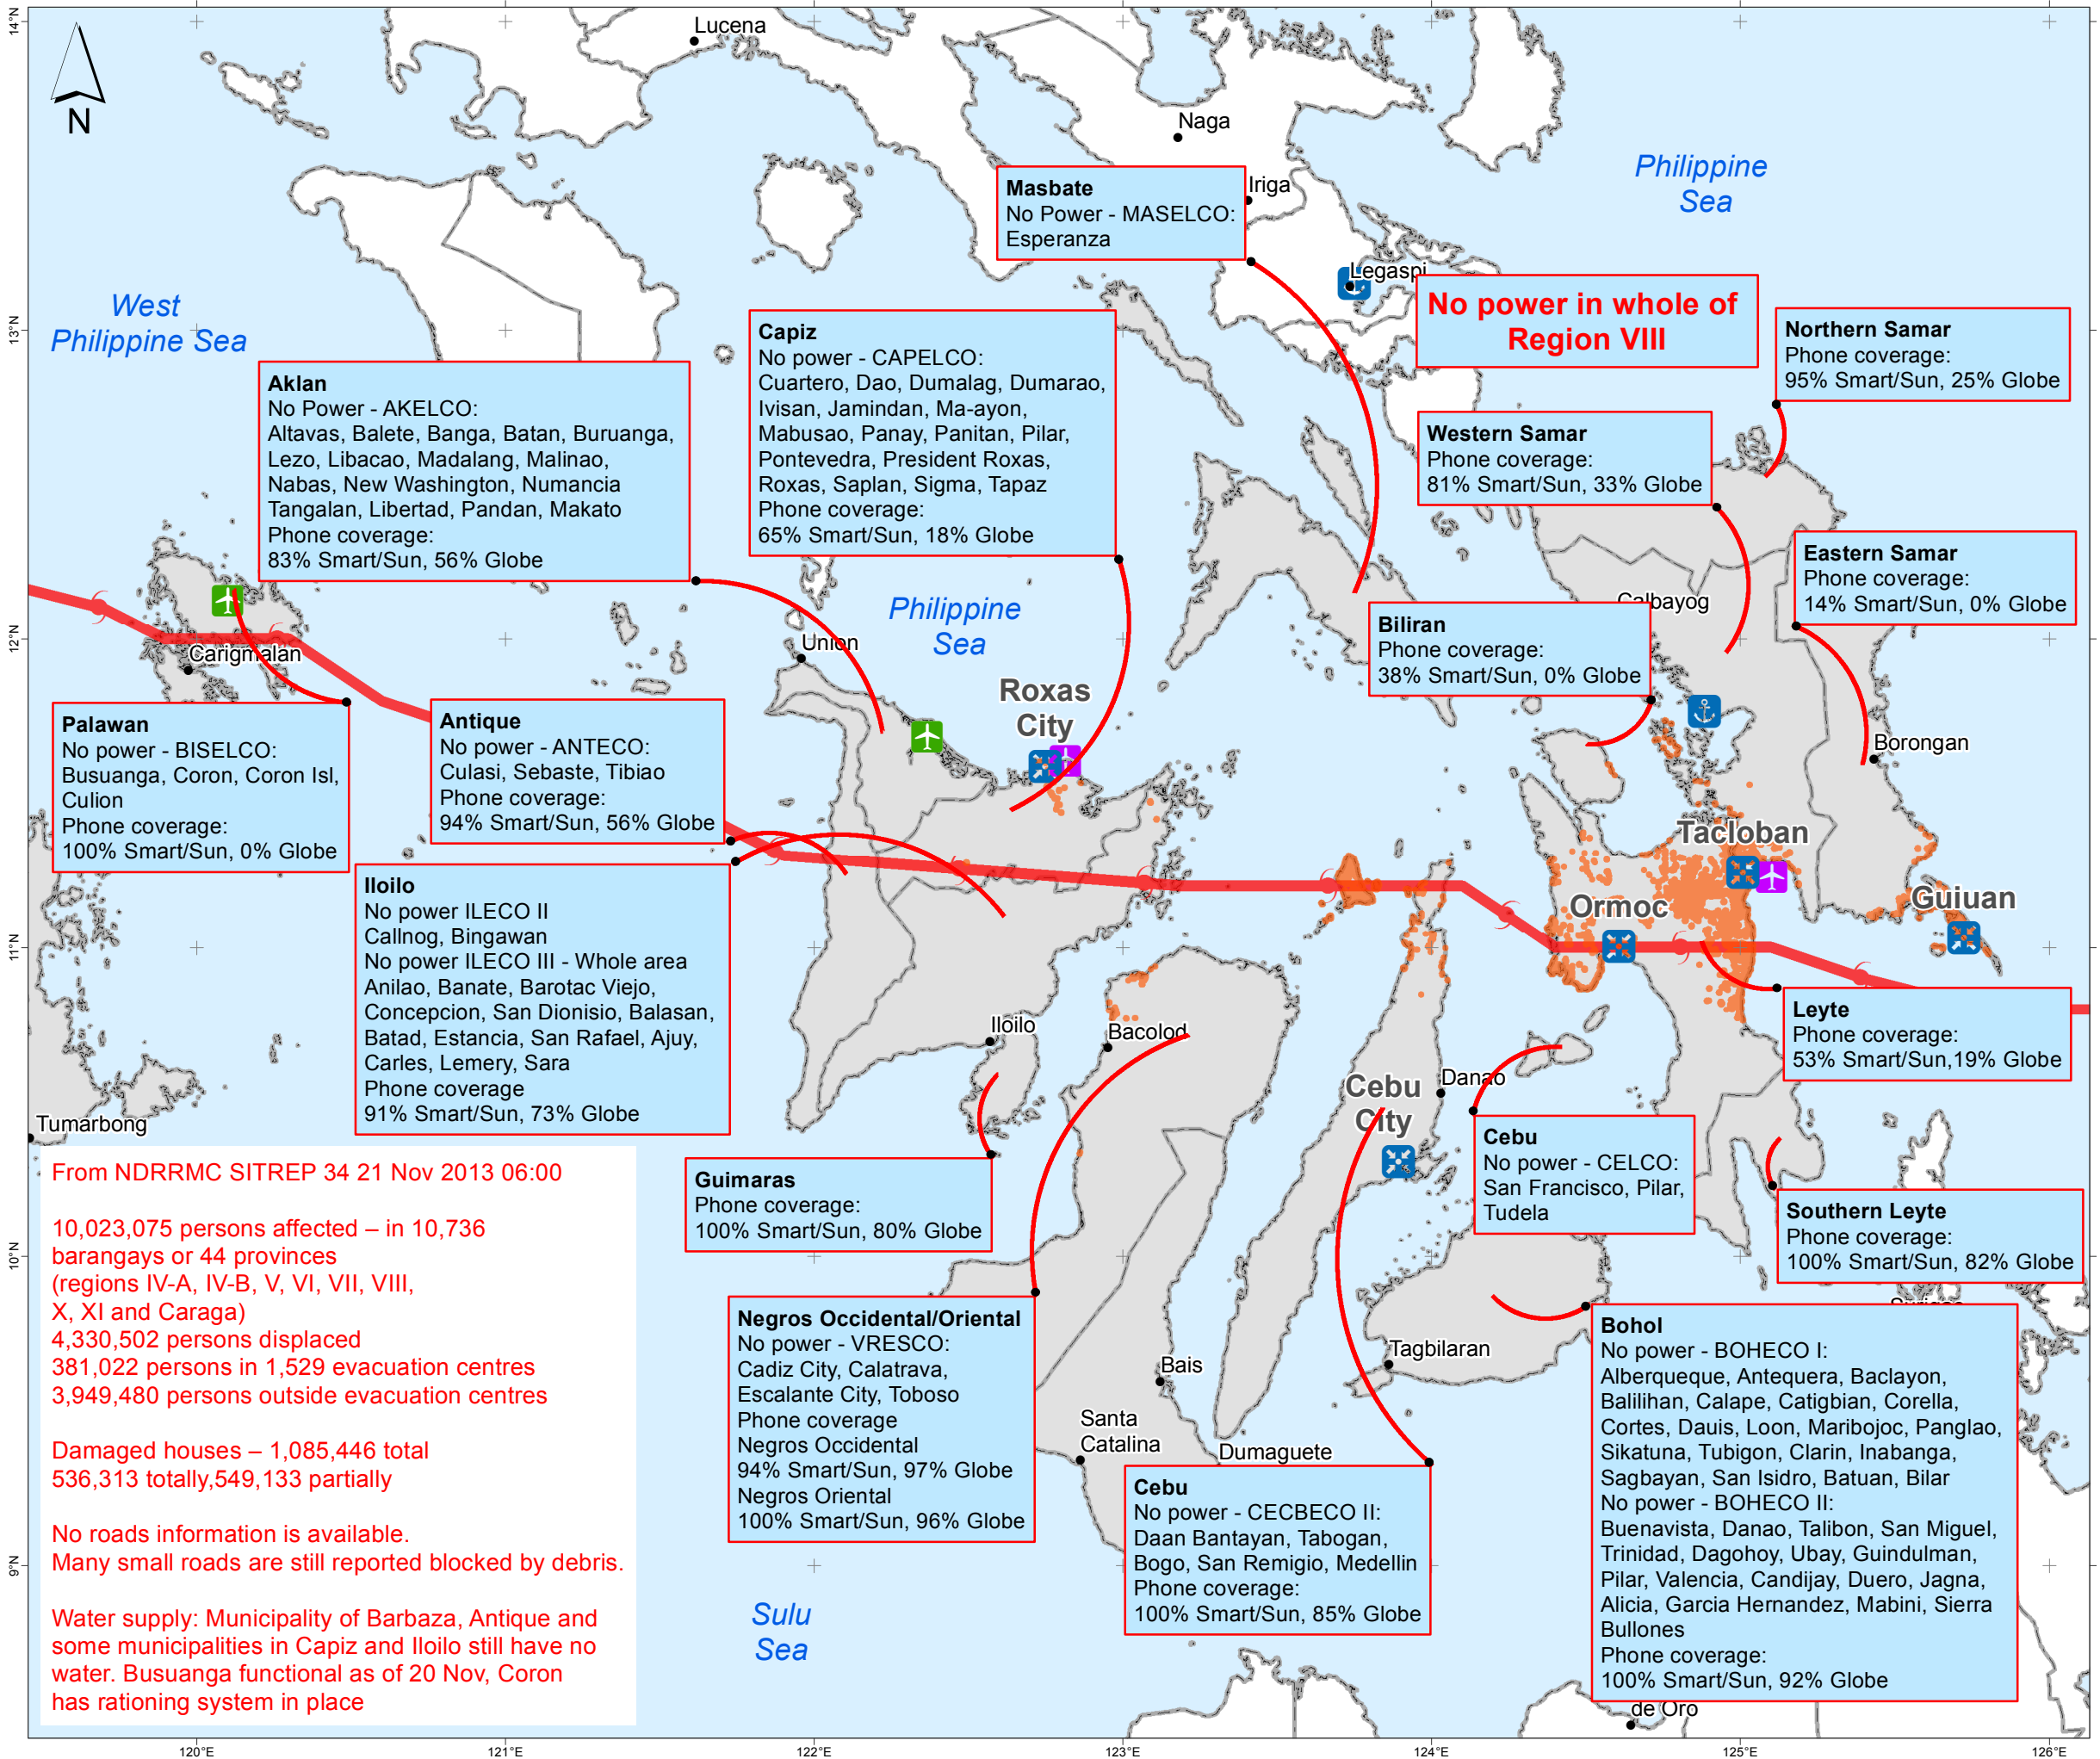 14°N
13°N
12°N
11°N
10°N
9°N
N
Lucena
Naga
Iriga
Legaspi
Philippine
Sea
West
Philippine Sea
Masbate
No Power - MASELCO:
Esperanza
No power in whole of
Region VIII
Northern Samar
Phone coverage:
95% Smart/Sun, 25% Globe
Capiz
No power - CAPELCO:
Cuartero, Dao, Dumalag, Dumarao,
Ivisan, Jamindan, Ma-ayon,
Mabusao, Panay, Panitan, Pilar,
Pontevedra, President Roxas,
Roxas, Saplan, Sigma, Tapaz
Phone coverage:
65% Smart/Sun, 18% Globe
Aklan
No Power - AKELCO:
Altavas, Balete, Banga, Batan, Buruanga,
Lezo, Libacao, Madalang, Malinao,
Nabas, New Washington, Numancia
Tangalan, Libertad, Pandan, Makato
Phone coverage:
83% Smart/Sun, 56% Globe
Western Samar
Phone coverage:
81% Smart/Sun, 33% Globe
Eastern Samar
Phone coverage:
14% Smart/Sun, 0% Globe
Calbayog
Biliran
Phone coverage:
38% Smart/Sun, 0% Globe
Philippine
Sea
Union
Carigmalan
Roxas
City
Borongan
Palawan
No power - BISELCO:
Busuanga, Coron, Coron Isl,
Culion
Phone coverage:
100% Smart/Sun, 0% Globe
Antique
No power - ANTECO:
Culasi, Sebaste, Tibiao
Phone coverage:
94% Smart/Sun, 56% Globe
Tacloban
Ormoc
Guiuan
Iloilo
No power ILECO II
Callnog, Bingawan
No power ILECO III - Whole area
Anilao, Banate, Barotac Viejo,
Concepcion, San Dionisio, Balasan,
Batad, Estancia, San Rafael, Ajuy,
Carles, Lemery, Sara
Phone coverage
91% Smart/Sun, 73% Globe
Leyte
Phone coverage:
53% Smart/Sun,19% Globe
Iloilo
Bacolod
Cebu
City
Danao
Tumarbong
Cebu
No power - CELCO:
San Francisco, Pilar,
Tudela
Guimaras
Phone coverage:
100% Smart/Sun, 80% Globe
Southern Leyte
Phone coverage:
100% Smart/Sun, 82% Globe
From NDRRMC SITREP 34 21 Nov 2013 06:00
10,023,075 persons affected – in 10,736
barangays or 44 provinces
(regions IV-A, IV-B, V, VI, VII, VIII,
X, XI and Caraga)
4,330,502 persons displaced
381,022 persons in 1,529 evacuation centres
3,949,480 persons outside evacuation centres
Damaged houses – 1,085,446 total
536,313 totally,549,133 partially
No roads information is available.
Many small roads are still reported blocked by debris.
Water supply: Municipality of Barbaza, Antique and
some municipalities in Capiz and Iloilo still have no
water. Busuanga functional as of 20 Nov, Coron
has rationing system in place
Negros Occidental/Oriental
No power - VRESCO:
Cadiz City, Calatrava,
Escalante City, Toboso
Phone coverage
Negros Occidental
94% Smart/Sun, 97% Globe
Negros Oriental
100% Smart/Sun, 96% Globe
Bais
Santa
Catalina
Dumaguete
Tagbilaran
Cebu
No power - CECBECO II:
Daan Bantayan, Tabogan,
Bogo, San Remigio, Medellin
Phone coverage:
100% Smart/Sun, 85% Globe
Bohol
No power - BOHECO I:
Alberqueque, Antequera, Baclayon,
Balilihan, Calape, Catigbian, Corella,
Cortes, Dauis, Loon, Maribojoc, Panglao,
Sikatuna, Tubigon, Clarin, Inabanga,
Sagbayan, San Isidro, Batuan, Bilar
No power - BOHECO II:
Buenavista, Danao, Talibon, San Miguel,
Trinidad, Dagohoy, Ubay, Guindulman,
Pilar, Valencia, Candijay, Duero, Jagna,
Alicia, Garcia Hernandez, Mabini, Sierra
Bullones
Phone coverage:
100% Smart/Sun, 92% Globe
Sulu
Sea
de Oro
120°E
121°E
122°E
123°E
124°E
125°E
126°E